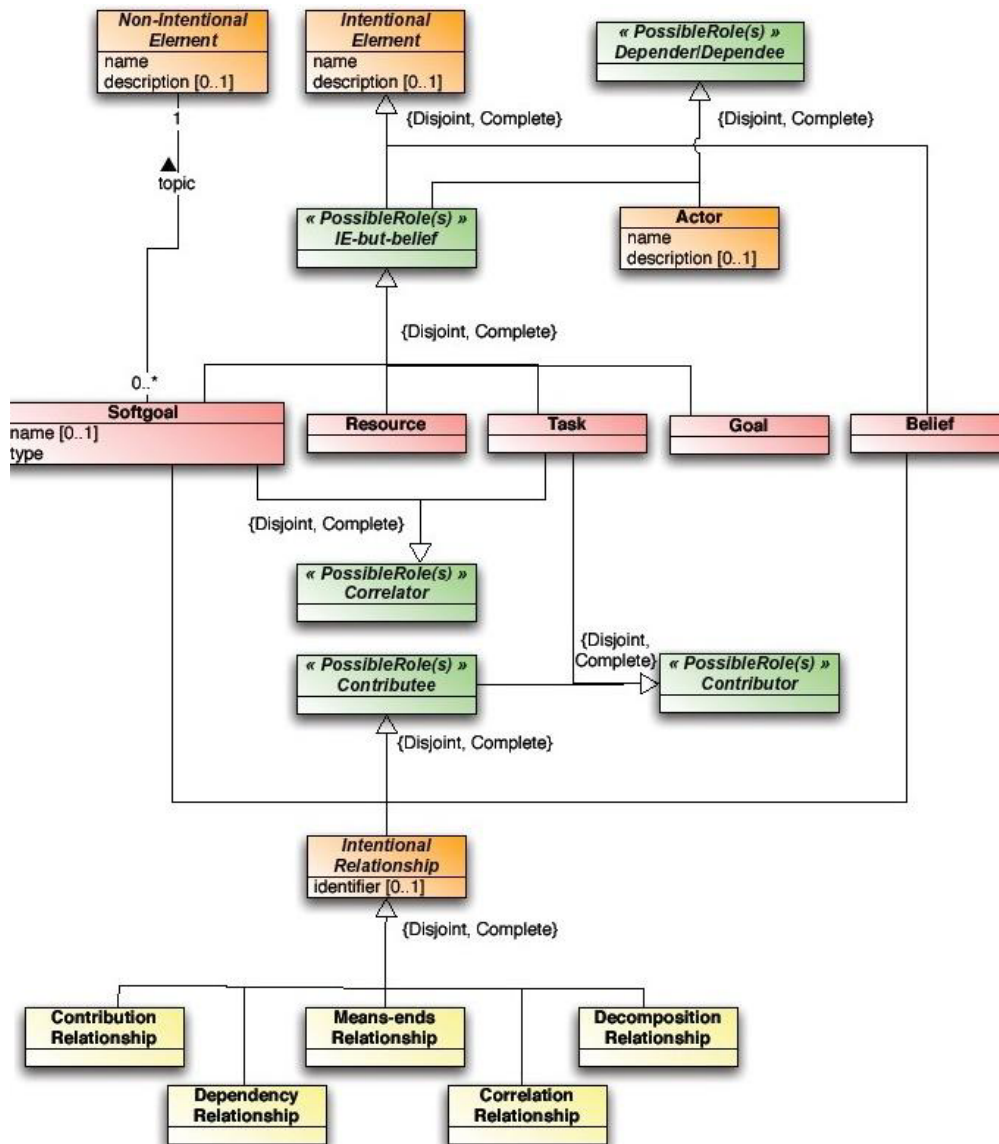 Non-Intentional
Element
name
description [0..1]
Intentional
Element
name
description [0..1]
« PossibleRole(s) »
Depender/Dependee
1
{Disjoint, Complete}
{Disjoint, Complete}
topic
« PossibleRole(s) »
IE-but-belief
Actor
name
description [0..1]
{Disjoint, Complete}
0..*
Softgoal
name [0..1]
type
Resource
Task
Goal
Belief
{Disjoint, Complete}
« PossibleRole(s) »
Correlator
« PossibleRole(s) »
Contributee
{Disjoint,
Complete}
« PossibleRole(s) »
Contributor
{Disjoint, Complete}
Intentional
Relationship
identifier [0..1]
{Disjoint, Complete}
Contribution
Relationship
Means-ends
Relationship
Decomposition
Relationship
Dependency
Relationship
Correlation
Relationship